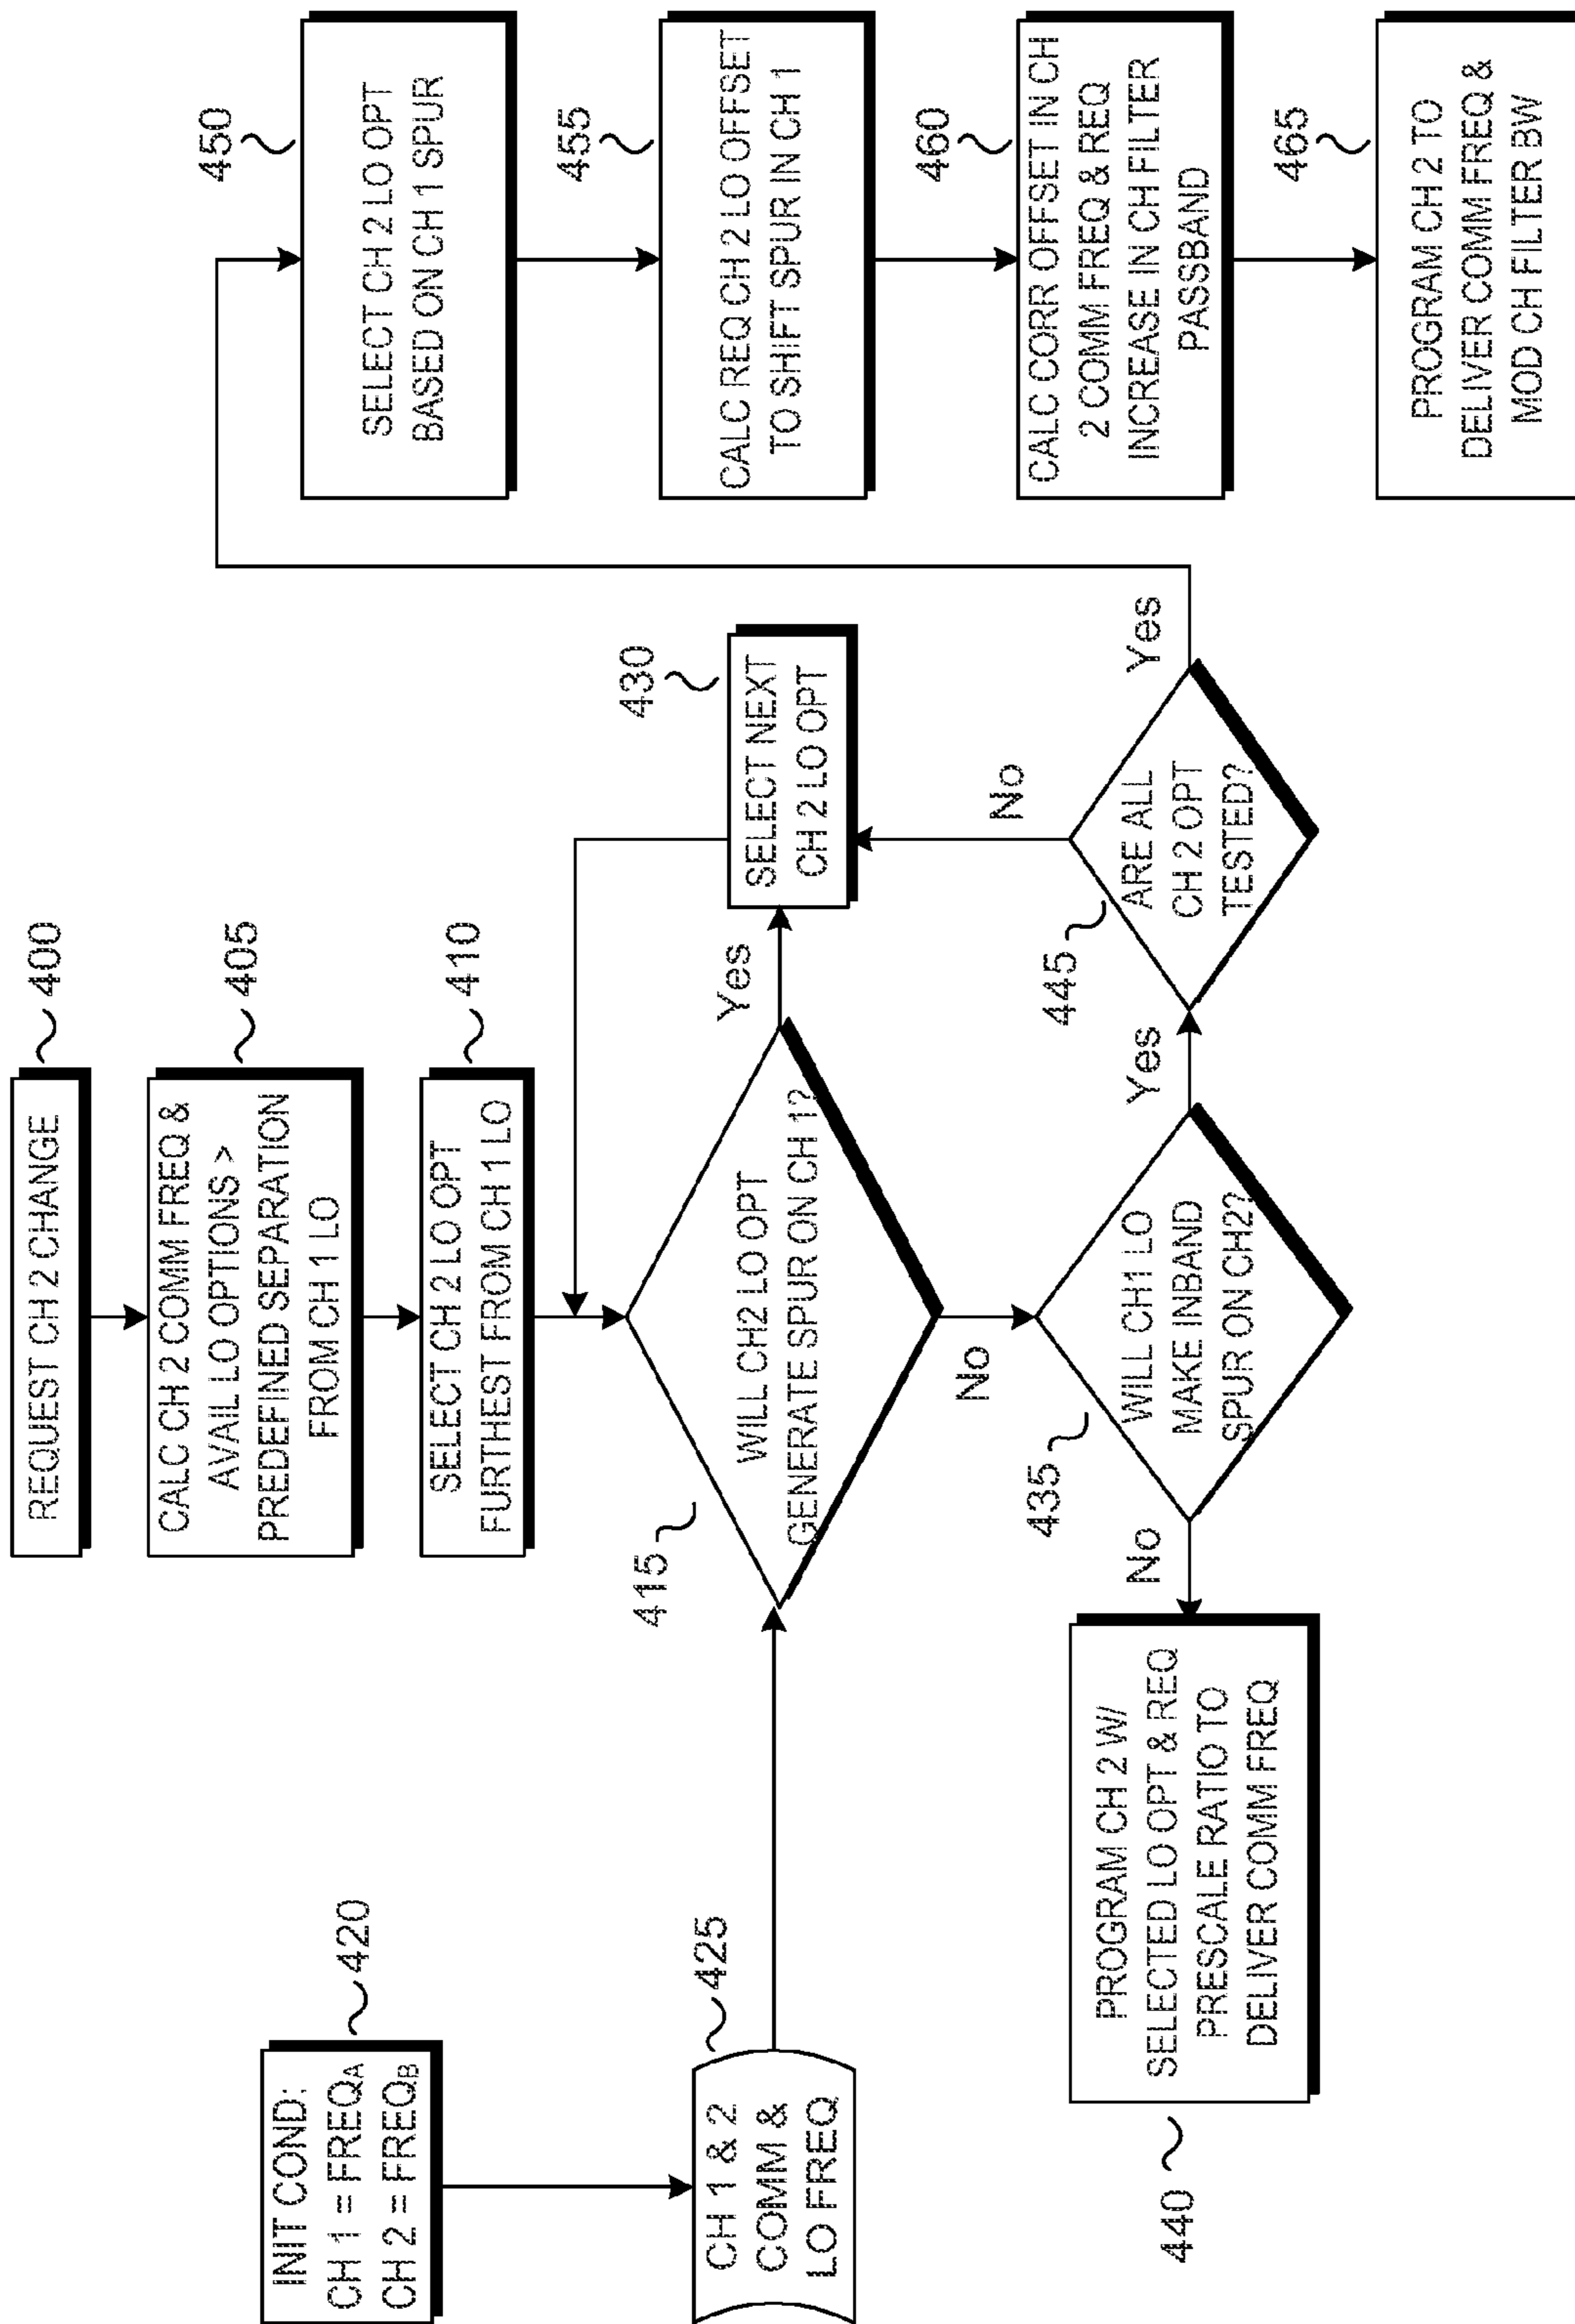 400
REQUEST CH 2 CHANGE
405
CALC CH 2 COMM FREQ &
AVAIL LO OPTIONS >
PREDEFINED SEPARATION
FROM CH 1 LO
410
SELECT CH 2 LO OPT
FURTHEST FROM CH 1 LO
420
INIT COND:
CH 1 = FREQA
CH 2 = FREQB
425
CH 1 & 2
COMM &
LO FREQ
415
WILL CH2 LO OPT
GENERATE SPUR ON CH 1?
Yes
No
430
SELECT NEXT
CH 2 LO OPT
435
WILL CH1 LO
MAKE INBAND
SPUR ON CH2?
No
Yes
440
PROGRAM CH 2 W/
SELECTED LO OPT & REQ
PRESCALE RATIO TO
DELIVER COMM FREQ
445
ARE ALL
CH 2 OPT
TESTED?
No
Yes
450
SELECT CH 2 LO OPT
BASED ON CH 1 SPUR
455
CALC REQ CH 2 LO OFFSET
TO SHIFT SPUR IN CH 1
460
CALC CORR OFFSET IN CH
2 COMM FREQ & REQ
INCREASE IN CH FILTER
PASSBAND
465
PROGRAM CH 2 TO
DELIVER COMM FREQ &
MOD CH FILTER BW